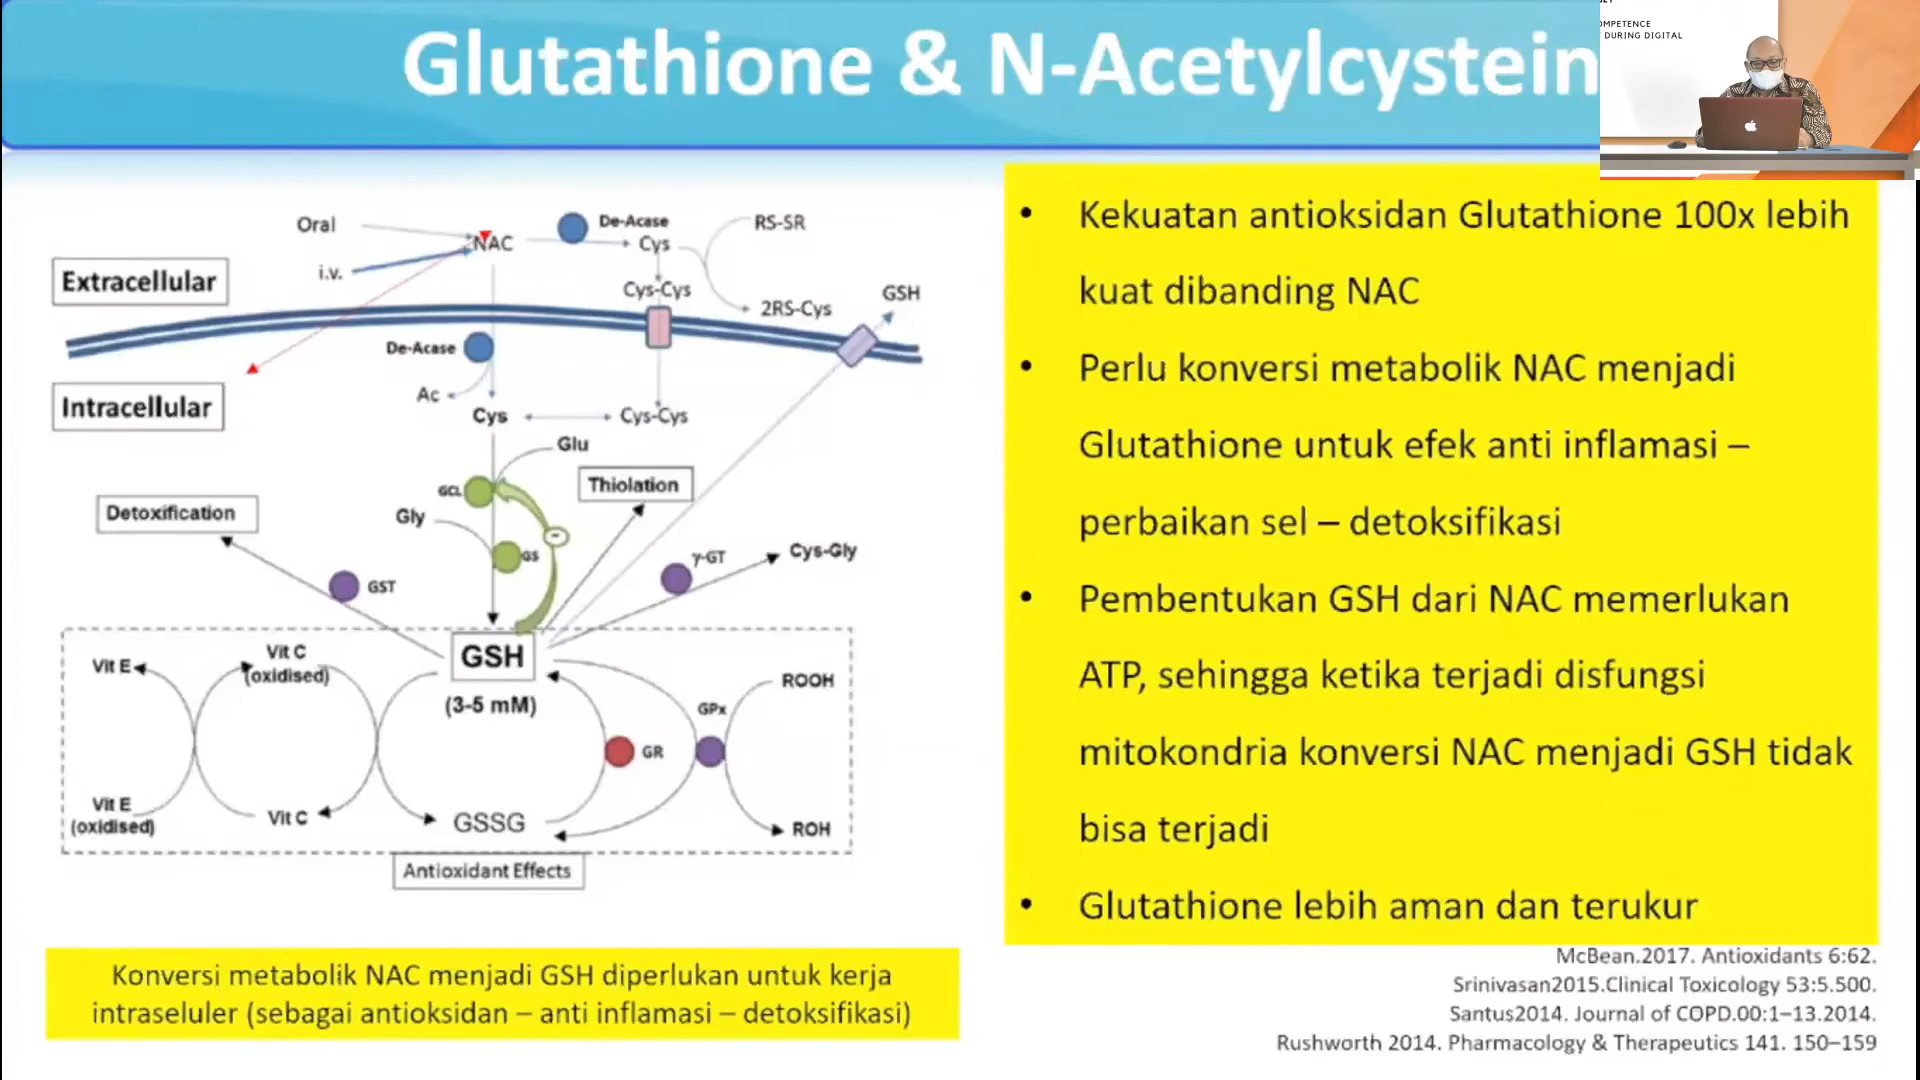 Glutathione & N-Acetylcystein
OMPETENCE
DURING DIGITAL
Oral
NAC
De-Acase
Cys
RS-SR
i.v.
Extracellular
Cys-Cys
2RS-Cys
GSH
De-Acase
Intracellular
Ac
Cys
Cys-Cys
Glu
GCL
Thiolation
Detoxification
Gly
GS
γ-GT
Cys-Gly
GST
Vit E
Vit C
(oxidised)
GSH
(3-5 mM)
ROOH
GPx
GR
Vit E
(oxidised)
Vit C
GSSG
ROH
Antioxidant Effects
Konversi metabolik NAC menjadi GSH diperlukan untuk kerja
intraseluler (sebagai antioksidan – anti inflamasi – detoksifikasi)
• Kekuatan antioksidan Glutathione 100x lebih
kuat dibanding NAC
• Perlu konversi metabolik NAC menjadi
Glutathione untuk efek anti inflamasi –
perbaikan sel – detoksifikasi
• Pembentukan GSH dari NAC memerlukan
ATP, sehingga ketika terjadi disfungsi
mitokondria konversi NAC menjadi GSH tidak
bisa terjadi
• Glutathione lebih aman dan terukur
McBean.2017. Antioxidants 6:62.
Srinivasan2015.Clinical Toxicology 53:5.500.
Santus2014. Journal of COPD.00:1–13.2014.
Rushworth 2014. Pharmacology & Therapeutics 141. 150–159